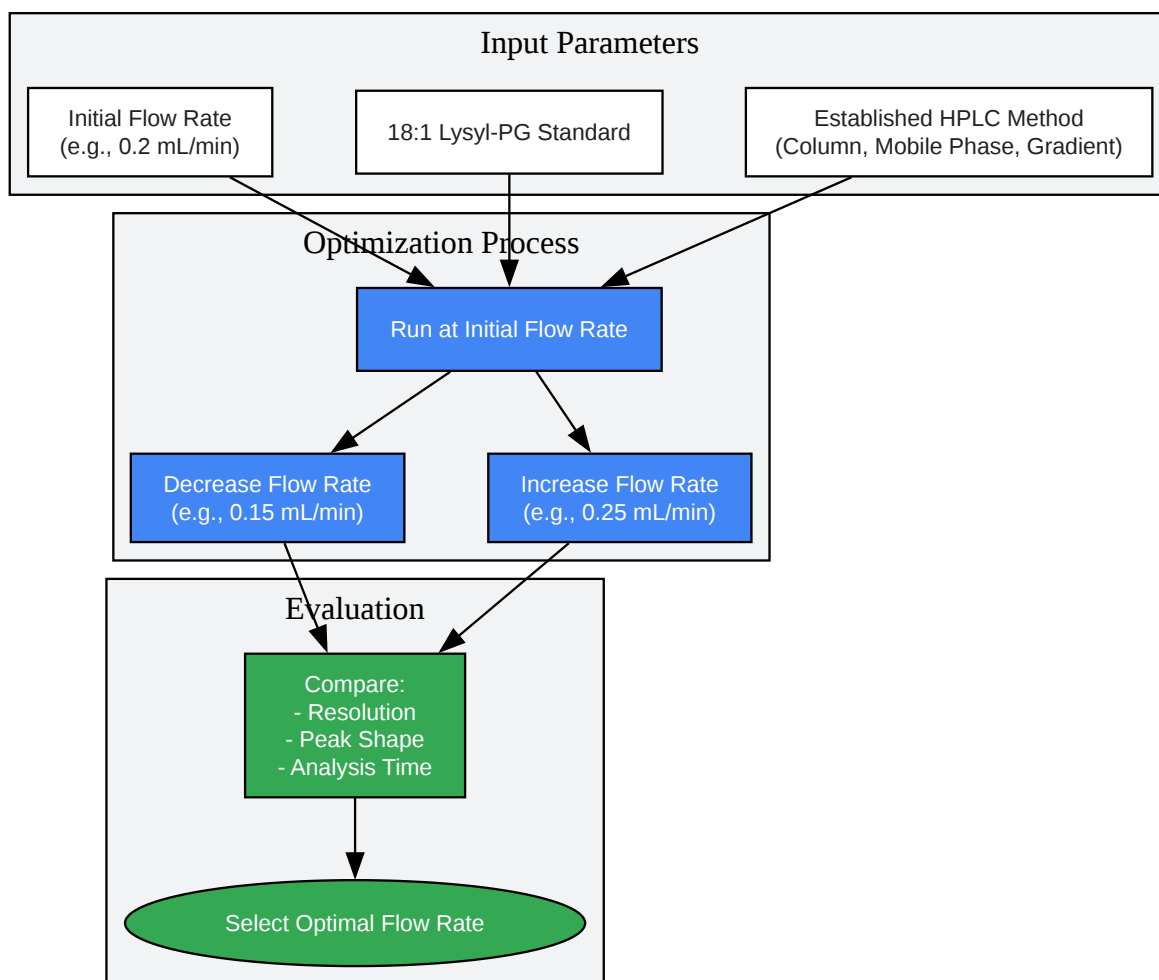 Input Parameters
Initial Flow Rate
(e.g., 0.2 mL/min)
18:1 Lysyl-PG Standard
Established HPLC Method
(Column, Mobile Phase, Gradient)
Optimization Process
Run at Initial Flow Rate
Decrease Flow Rate
(e.g., 0.15 mL/min)
Increase Flow Rate
(e.g., 0.25 mL/min)
Evaluation
Compare:
- Resolution
- Peak Shape
- Analysis Time
Select Optimal Flow Rate